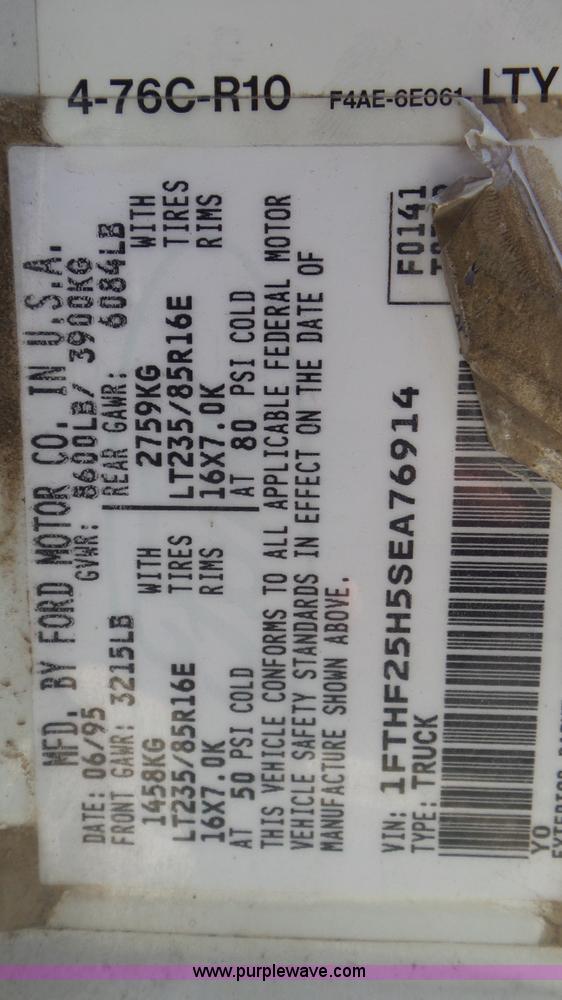 4-76C-R10 F4AE-6E061 LTY
MFD. BY FORD MOTOR CO. IN U.S.A.
DATE: 06/95 GVWR: 8600LB/ 3900KG
FRONT GAWR: 3215LB REAR GAWR: 6084LB
1458KG WITH 2759KG WITH
LT235/85R16E TIRES LT235/85R16E TIRES
16X7.0K RIMS 16X7.0K RIMS
AT 50 PSI COLD AT 80 PSI COLD
THIS VEHICLE CONFORMS TO ALL APPLICABLE FEDERAL MOTOR
VEHICLE SAFETY STANDARDS IN EFFECT ON THE DATE OF
MANUFACTURE SHOWN ABOVE.
F0141
VIN: 1FTHF25H5SEA76914
TYPE: TRUCK
YO
EXTERIOR
www.purplewave.com